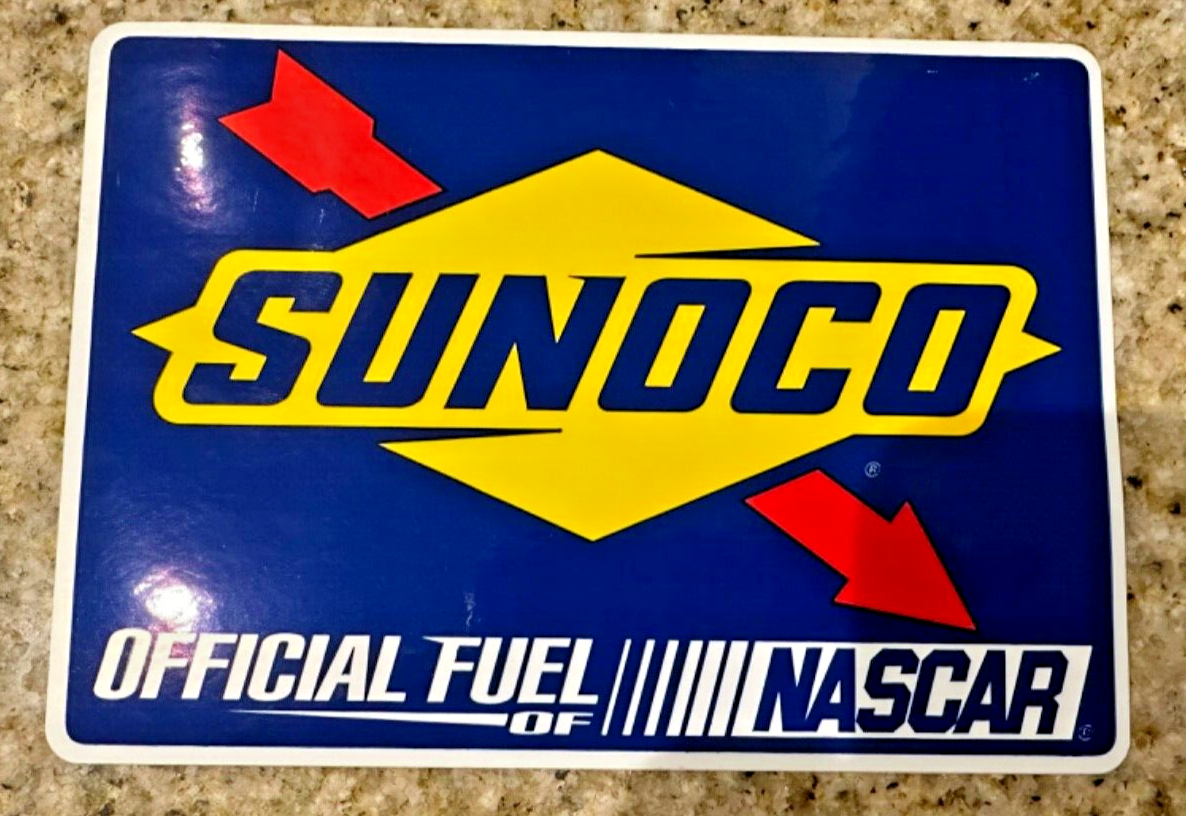 SUNOCO
®
OFFICIAL FUEL
OF
NASCAR